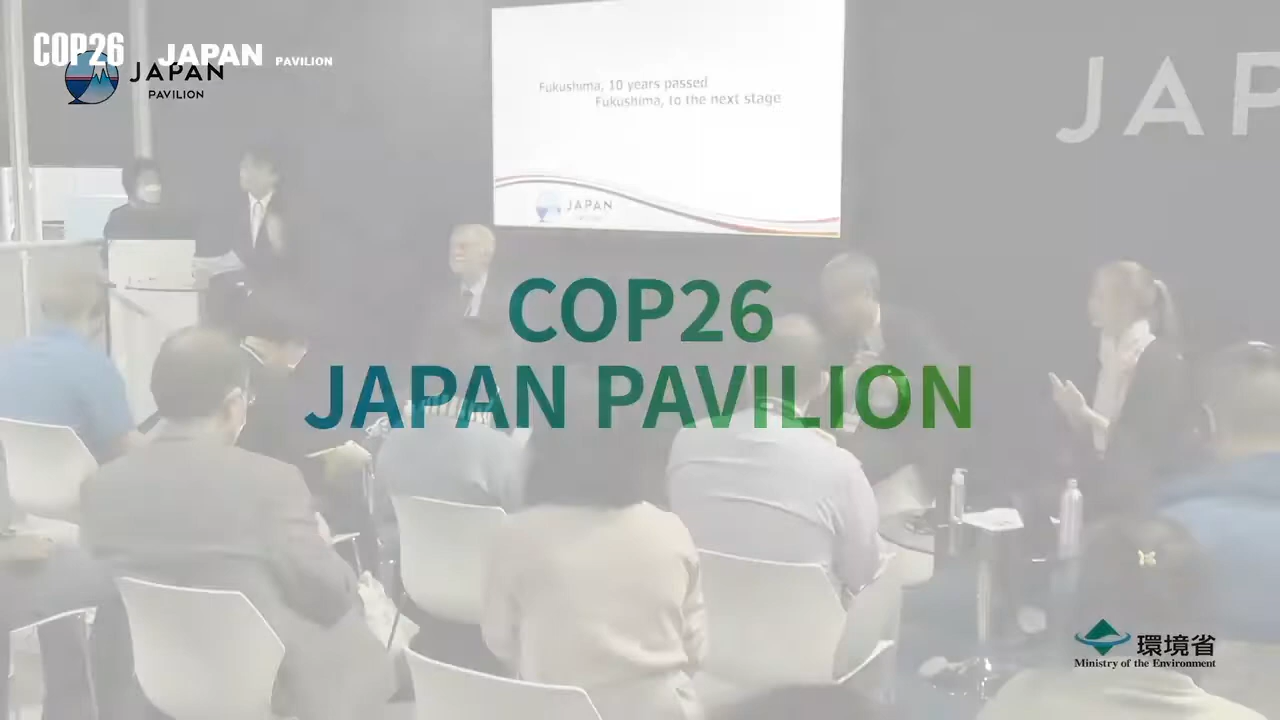 COP26 JAPAN PAVILION
JAPAN
PAVILION
Fukushima, 10 years passed
Fukushima, to the next stage
JAPAN
JAP
COP26
JAPAN PAVILION
環境省
Ministry of the Environment